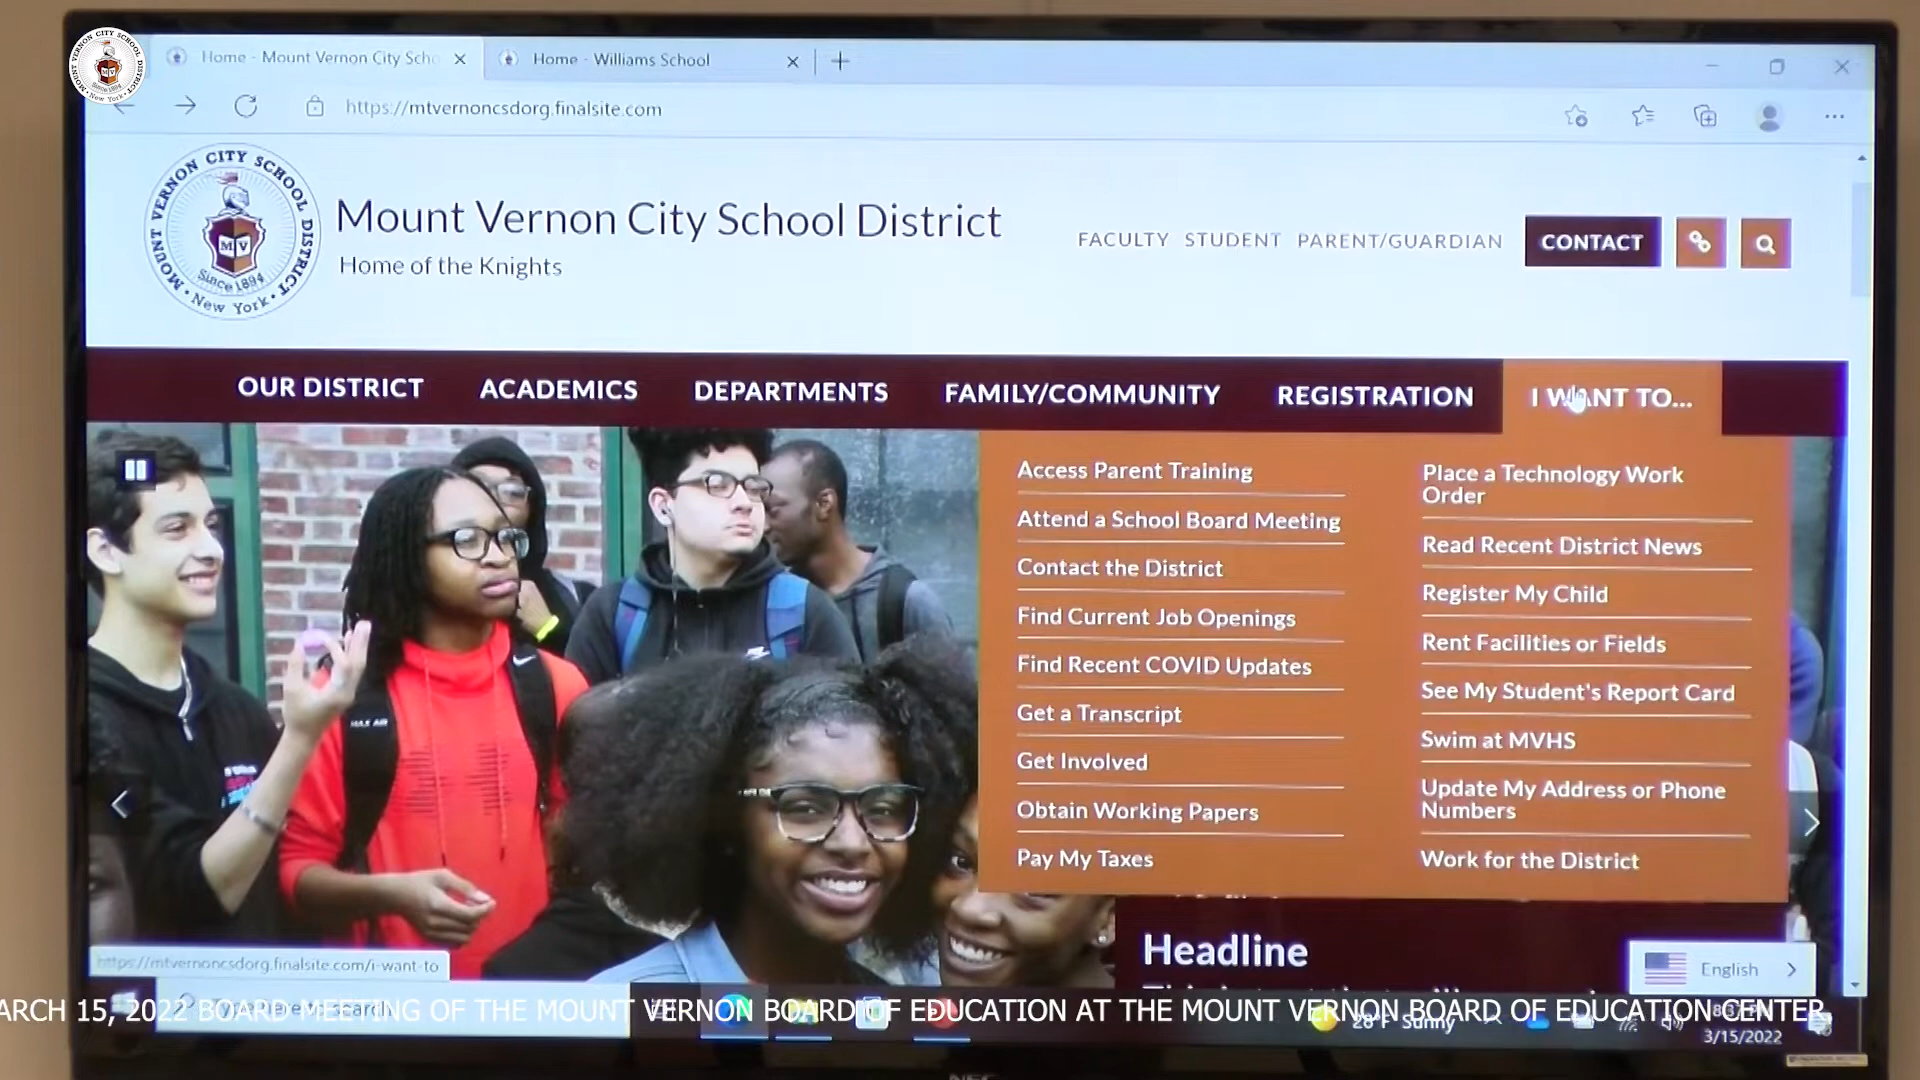 Home - Mount Vernon City Scho
Home - Williams School
https://mtvernoncsdorg.finalsite.com
MOUNT VERNON CITY SCHOOL DISTRICT
MV
Since 1894
New York
Mount Vernon City School District
Home of the Knights
FACULTY STUDENT PARENT/GUARDIAN CONTACT
OUR DISTRICT ACADEMICS DEPARTMENTS FAMILY/COMMUNITY REGISTRATION I WANT TO...
Access Parent Training
Attend a School Board Meeting
Contact the District
Find Current Job Openings
Find Recent COVID Updates
Get a Transcript
Get Involved
Obtain Working Papers
Pay My Taxes
Place a Technology Work
Order
Read Recent District News
Register My Child
Rent Facilities or Fields
See My Student's Report Card
Swim at MVHS
Update My Address or Phone
Numbers
Work for the District
Headline
English
https://mtvernoncsdorg.finalsite.com/i-want-to
ARCH 15, 2022 BOARD MEETING OF THE MOUNT VERNON BOARD OF EDUCATION AT THE MOUNT VERNON BOARD OF EDUCATION CENTER.
28°F Sunny
3/15/2022